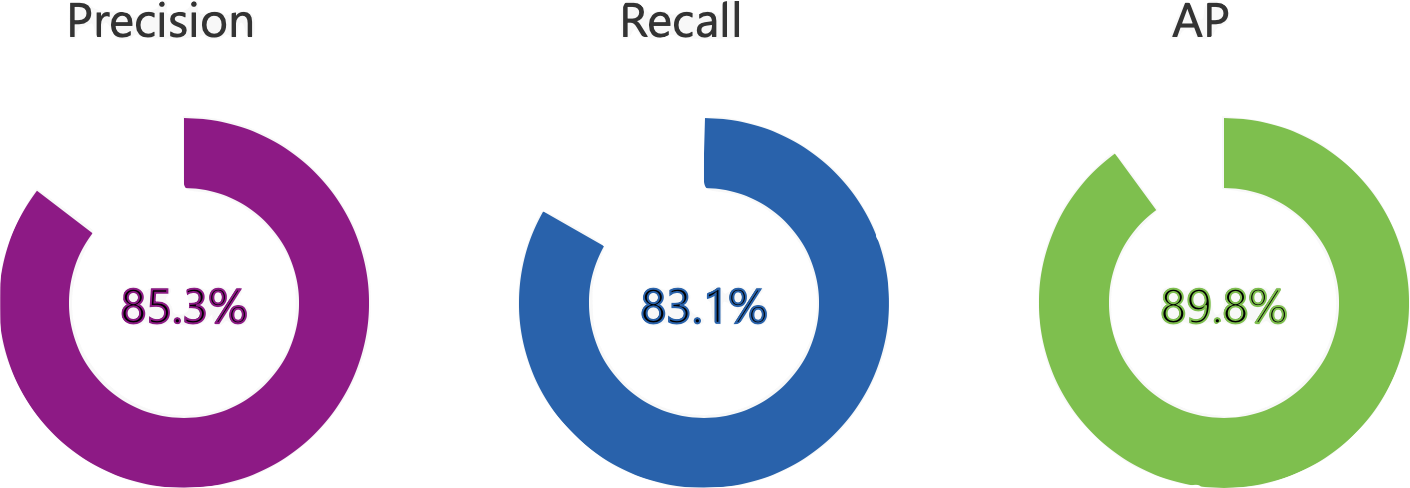 Precision
Recall
AP
85.3%
83.1%
89.8%